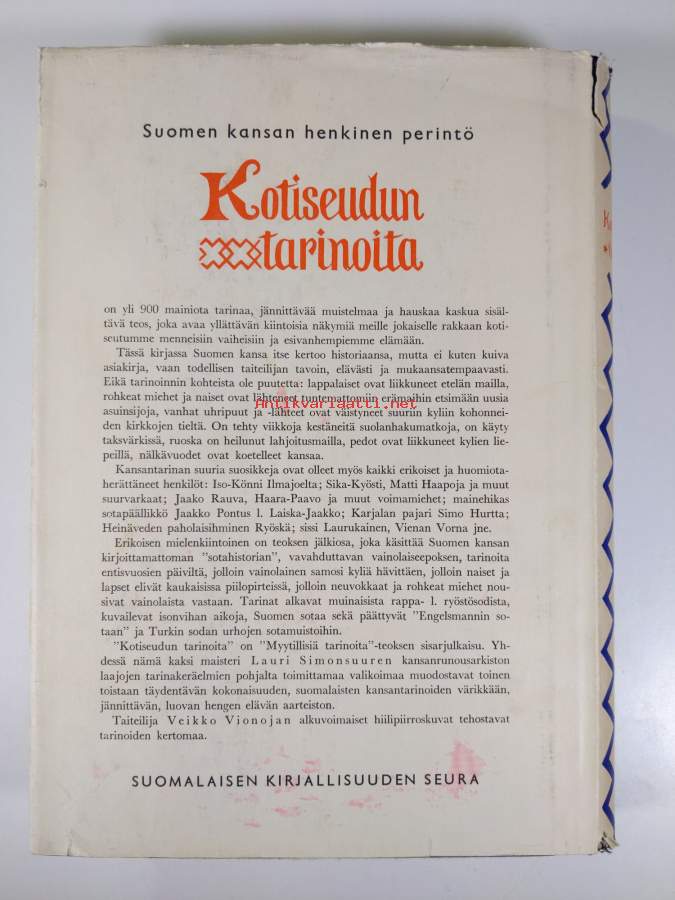 Suomen kansan henkinen perintö
Kotiseudun
tarinoita
on yli 900 mainiota tarinaa, jännittävää muistelmaa ja hauskaa kaskua sisäl-
tävä teos, joka avaa yllättävän kiintoisia näkymiä meille jokaiselle rakkaan koti-
seutumme menneisiin vaiheisiin ja esivanhempiemme elämään.
Tässä kirjassa Suomen kansa itse kertoo historiaansa, mutta ei kuten kuiva
asiakirja, vaan todellisen taiteilijan tavoin, elävästi ja mukaansatempaavasti.
Eikä tarinoinnin kohteista ole puutetta: lappalaiset ovat liikkuneet etelän mailla,
rohkeat miehet ja naiset ovat lähteneet tuntemattomiin erämaihin etsimään uusia
Antikvariaatti.net
asuinsijoja, vanhat uhripuut ja -lähteet ovat väistyneet suuriin kyliin kohonnei-
den kirkkojen tieltä. On tehty viikkoja kestäneitä suolanhakumatkoja, on käyty
taksvärkissä, ruoska on heilunut lahjoitusmailla, pedot ovat liikkuneet kylien lie-
peillä, nälkävuodet ovat koetelleet kansaa.
Kansantarinan suuria suosikkeja ovat olleet myös kaikki erikoiset ja huomiota-
herättäneet henkilöt: Iso-Könni Ilmajoelta; Sika-Kyösti, Matti Haapoja ja muut
suurvarkaat; Jaako Rauva, Haara-Paavo ja muut voimamiehet; mainehikas
sotapäällikkö Jaakko Pontus l. Laiska-Jaakko; Karjalan pajari Simo Hurtta;
Heinäveden paholaisihminen Ryöskä; sissi Laurukainen, Vienan Vorna jne.
Erikoisen mielenkiintoinen on teoksen jälkiosa, joka käsittää Suomen kansan
kirjoittamattoman "sotahistorian", vavahduttavan vainolaiseepoksen, tarinoita
entisvuosien päiviltä, jolloin vainolainen samosi kyliä hävittäen, jolloin naiset ja
lapset elivät kaukaisissa piilopirteissä, jolloin neuvokkaat ja rohkeat miehet nou-
sivat vainolaista vastaan. Tarinat alkavat muinaisista rappa- l. ryöstösodista,
kuvailevat isonvihan aikoja, Suomen sotaa sekä päättyvät "Engelsmannin so-
taan" ja Turkin sodan urhojen sotamuistoihin.
"Kotiseudun tarinoita" on "Myytillisiä tarinoita"-teoksen sisarjulkaisu. Yh-
dessä nämä kaksi maisteri Lauri Simonsuuren kansanrunousarkiston
laajojen tarinakeräelmien pohjalta toimittamaa valikoimaa muodostavat toinen
toistaan täydentävän kokonaisuuden, suomalaisten kansantarinoiden värikkään,
jännittävän, luovan hengen elävän aarteiston.
Taiteilija Veikko Vionojan alkuvoimaiset hiilipiirroskuvat tehostavat
tarinoiden kertomaa.
SUOMALAISEN KIRJALLISUUDEN SEURA